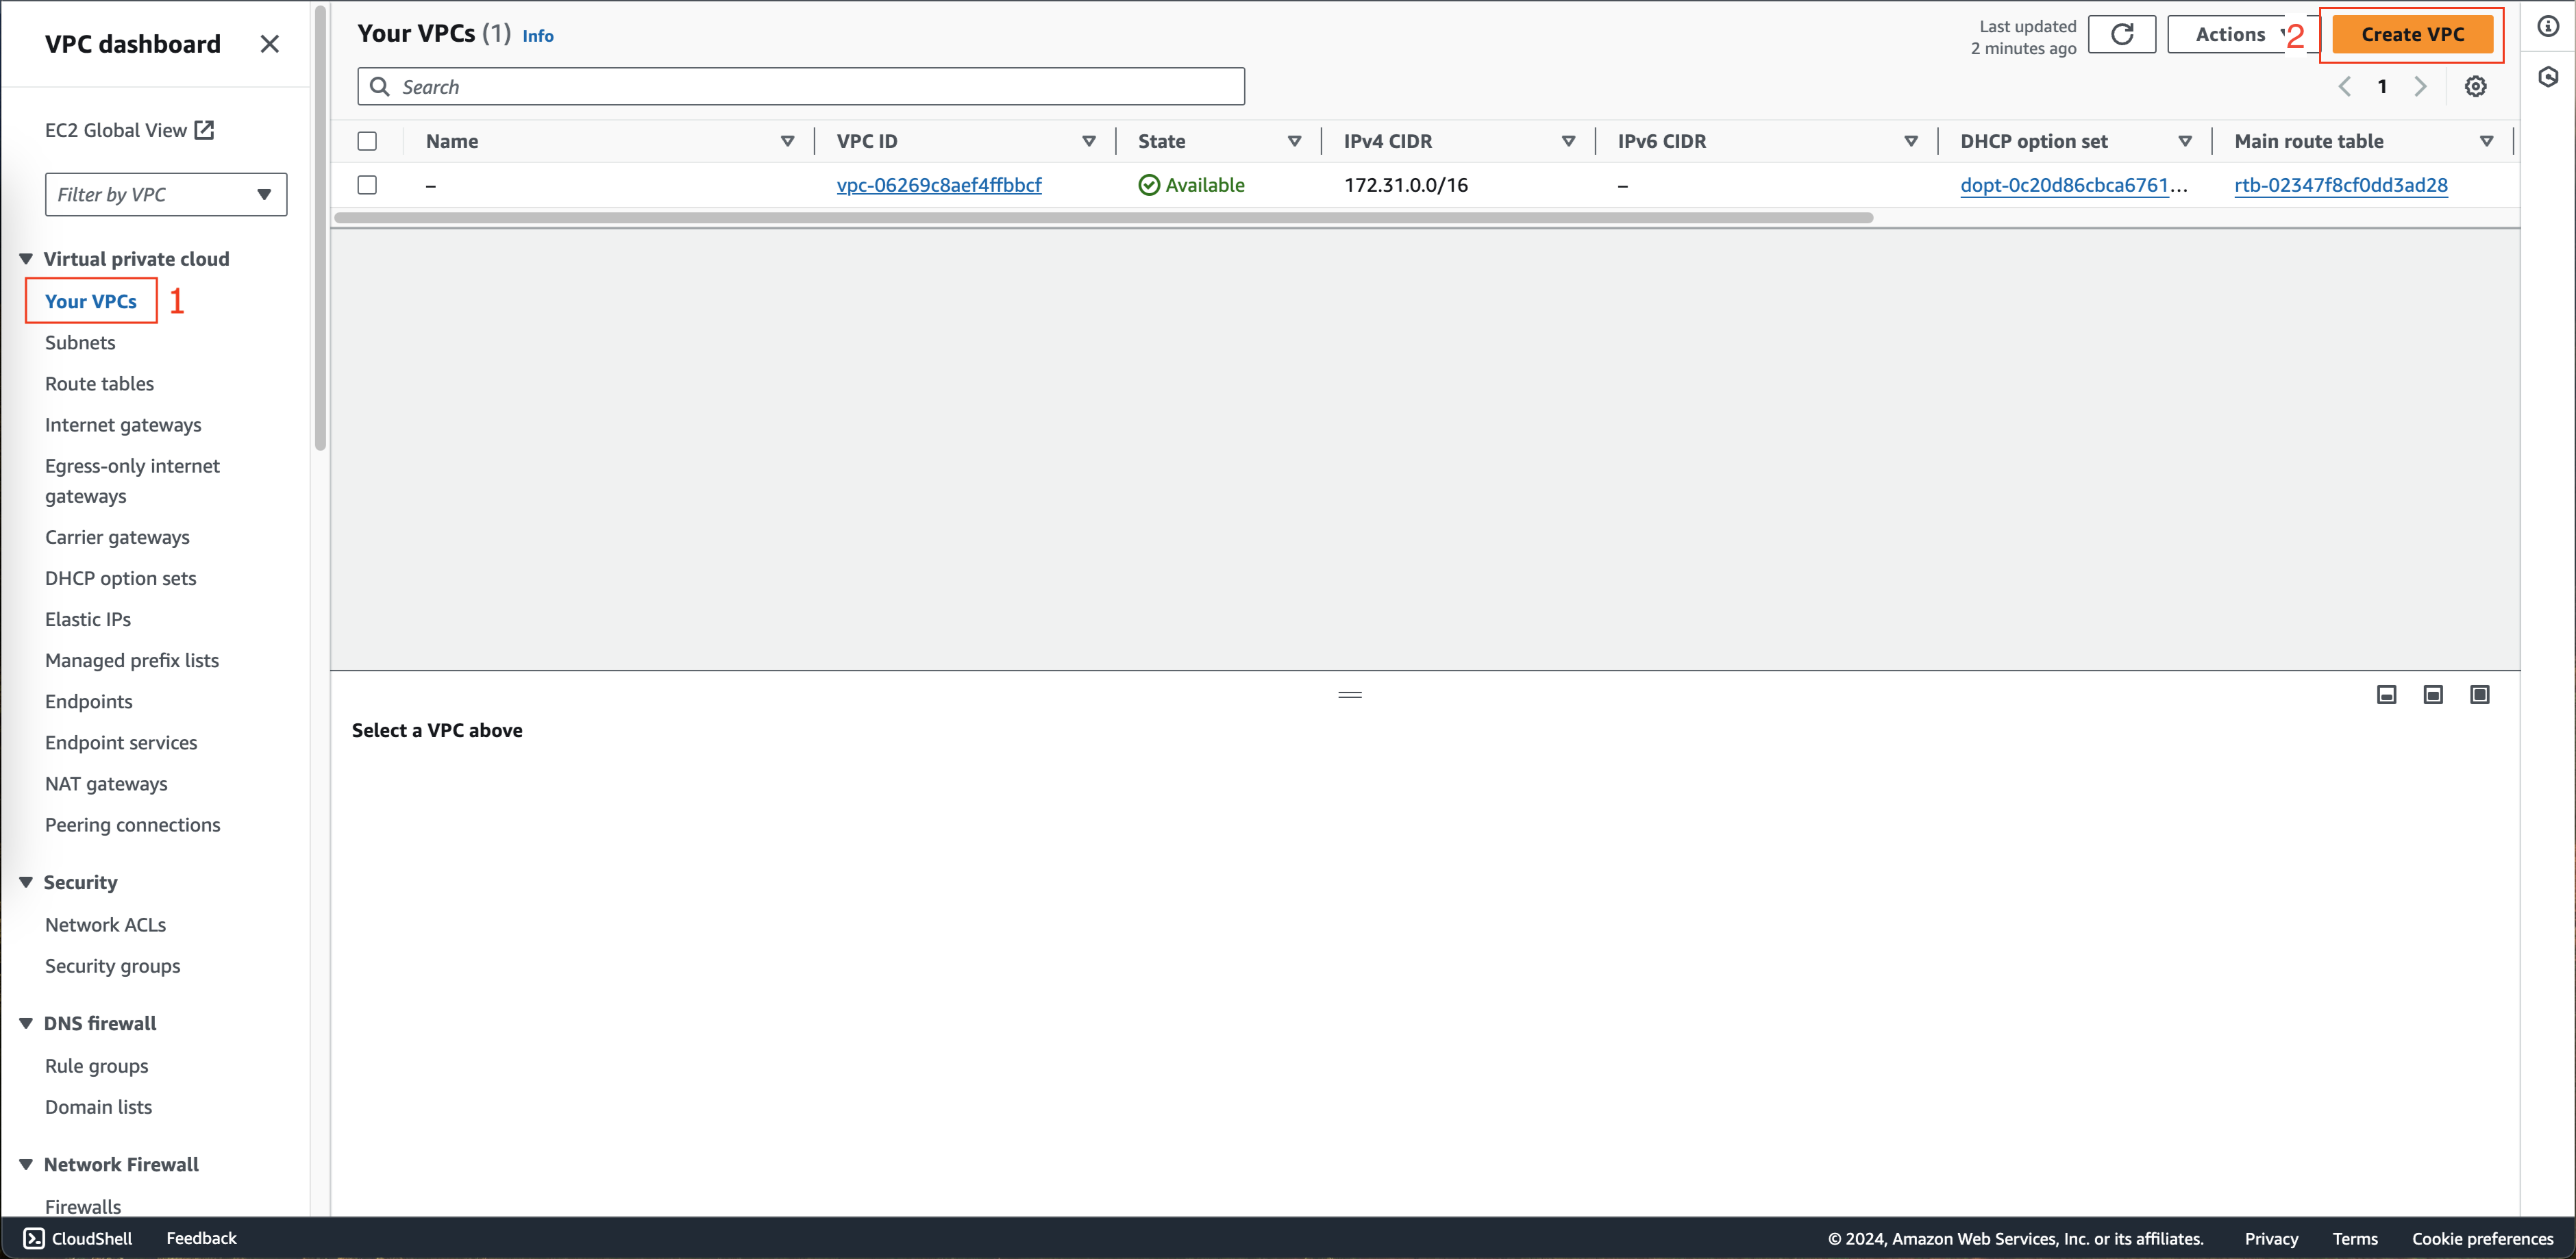 VPC dashboard
EC2 Global View
Filter by VPC
Virtual private cloud
Your VPCs 1
Subnets
Route tables
Internet gateways
Egress-only internet
gateways
Carrier gateways
DHCP option sets
Elastic IPs
Managed prefix lists
Endpoints
Endpoint services
NAT gateways
Peering connections
Security
Network ACLs
Security groups
DNS firewall
Rule groups
Domain lists
Network Firewall
Firewalls
Your VPCs (1) Info
Last updated
2 minutes ago
Actions 2 Create VPC
Search
1
Name VPC ID State IPv4 CIDR IPv6 CIDR DHCP option set Main route table
– vpc-06269c8aef4ffbbcf Available 172.31.0.0/16 – dopt-0c20d86cbca6761... rtb-02347f8cf0dd3ad28
Select a VPC above
CloudShell Feedback © 2024, Amazon Web Services, Inc. or its affiliates. Privacy Terms Cookie preferences